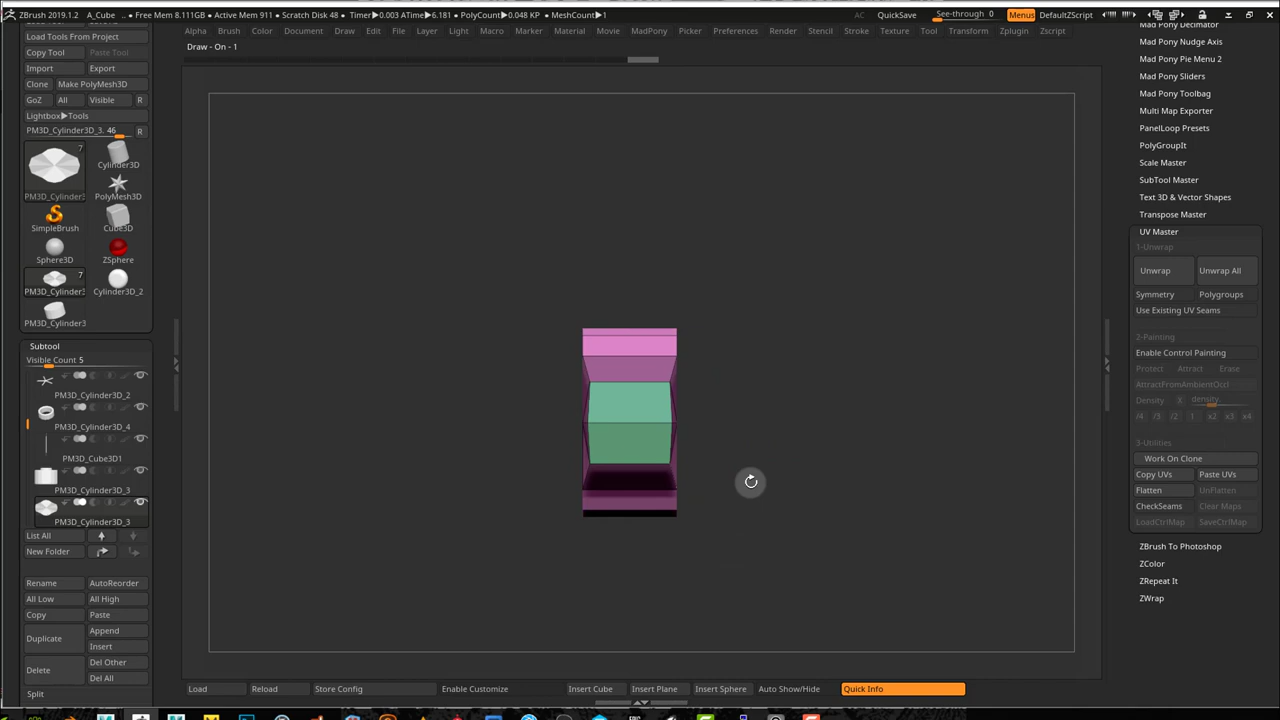 ZBrush 2019.1.2 A_Cube .. • Free Mem 8.111GB • Active Mem 911 • Scratch Disk 48 • Timer▶0.003 ATime▶6.181 • PolyCount▶0.048 KP • MeshCount▶1 AC QuickSave See-through 0 Menus DefaultZScript
Alpha Brush Color Document Draw Edit File Layer Light Macro Marker Material Movie MadPony Picker Preferences Render Stencil Stroke Texture Tool Transform Zplugin Zscript
Draw - On - 1
Load Tools From Project
Copy Tool Paste Tool
Import Export
Clone Make PolyMesh3D
GoZ All Visible R
Lightbox▶Tools
PM3D_Cylinder3D_3. 46 R
7
Cylinder3D
PM3D_Cylinder3 PolyMesh3D
SimpleBrush Cube3D
Sphere3D ZSphere
7
PM3D_Cylinder3 Cylinder3D_2
PM3D_Cylinder3
Subtool
Visible Count 5
PM3D_Cylinder3D_2
PM3D_Cylinder3D_4
PM3D_Cube3D1
PM3D_Cylinder3D_3
PM3D_Cylinder3D_3
List All
New Folder
Rename AutoReorder
All Low All High
Copy Paste
Duplicate Append
Insert
Delete Del Other
Del All
Split
Load Reload Store Config Enable Customize Insert Cube Insert Plane Insert Sphere Auto Show/Hide Quick Info
Mad Pony Decimator
Mad Pony Nudge Axis
Mad Pony Pie Menu 2
Mad Pony Sliders
Mad Pony Toolbag
Multi Map Exporter
PanelLoop Presets
PolyGroupIt
Scale Master
SubTool Master
Text 3D & Vector Shapes
Transpose Master
UV Master
1-Unwrap
Unwrap Unwrap All
Symmetry Polygroups
Use Existing UV Seams
2-Painting
Enable Control Painting
Protect Attract Erase
AttractFromAmbientOccl
Density X density.
/4 /3 /2 1 x2 x3 x4
3-Utilities
Work On Clone
Copy UVs Paste UVs
Flatten UnFlatten
CheckSeams Clear Maps
LoadCtrlMap SaveCtrlMap
ZBrush To Photoshop
ZColor
ZRepeat It
ZWrap